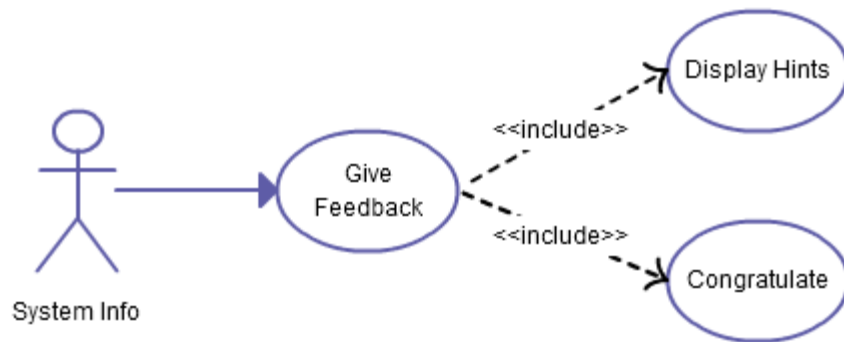 Display Hints
<<include>>
Give
Feedback
<<include>>
Congratulate
System Info